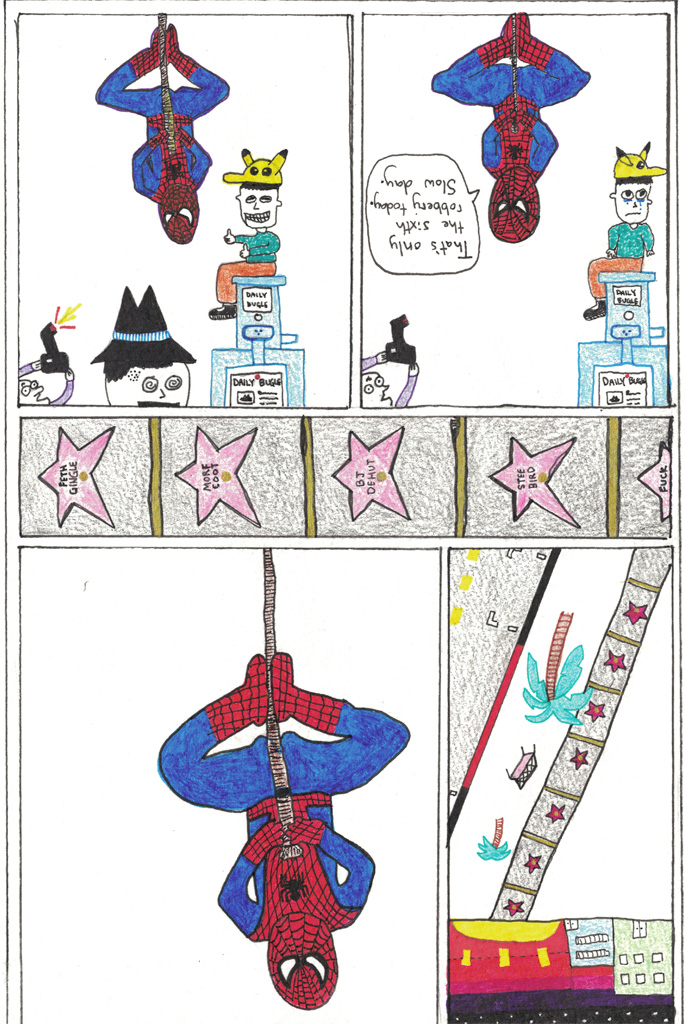 DAILY
BUGLE
DAILY BUGLE
That's only
the sixth
robbery today.
Slow day.
DAILY
BUGLE
DAILY BUGLE
FETH
GINGLE
MORE
COOT
BJ
DEHUT
STEE
BIRD
FUCK